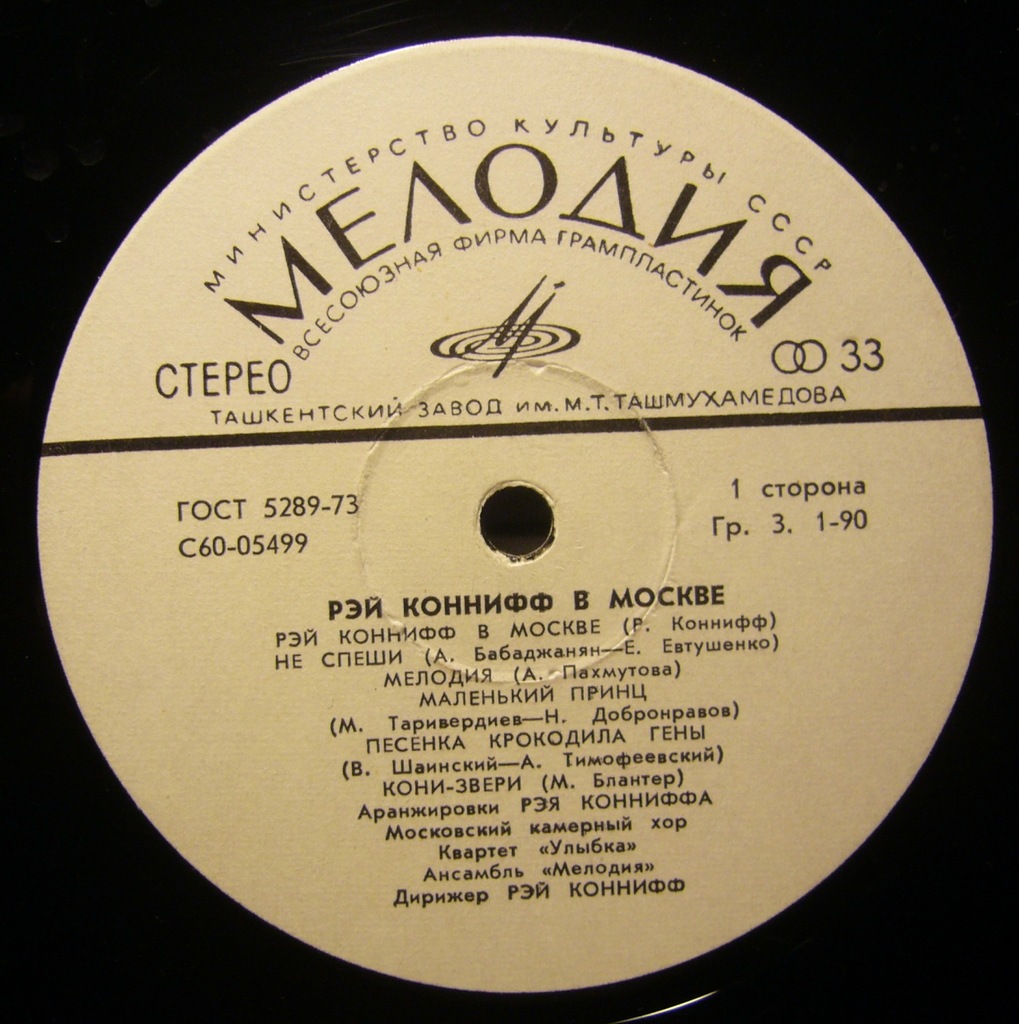 МИНИСТЕРСТВО КУЛЬТУРЫ СССР
МЕЛОДИЯ
ВСЕСОЮЗНАЯ ФИРМА ГРАМПЛАСТИНОК
СТЕРЕО
33
ТАШКЕНТСКИЙ ЗАВОД ИМ. М.Т. ТАШМУХАМЕДОВА
ГОСТ 5289-73
С60-05499
1 сторона
Гр. 3. 1-90
РЭЙ КОННИФФ В МОСКВЕ
РЭЙ КОННИФФ В МОСКВЕ (Р. Коннифф)
НЕ СПЕШИ (А. Бабаджанян—Е. Евтушенко)
МЕЛОДИЯ (А. Пахмутова)
МАЛЕНЬКИЙ ПРИНЦ
(М. Таривердиев—Н. Добронравов)
ПЕСЕНКА КРОКОДИЛА ГЕНЫ
(В. Шаинский—А. Тимофеевский)
КОНИ-ЗВЕРИ (М. Блантер)
Аранжировки РЭЯ КОННИФФА
Московский камерный хор
Квартет «Улыбка»
Ансамбль «Мелодия»
Дирижер РЭЙ КОННИФФ